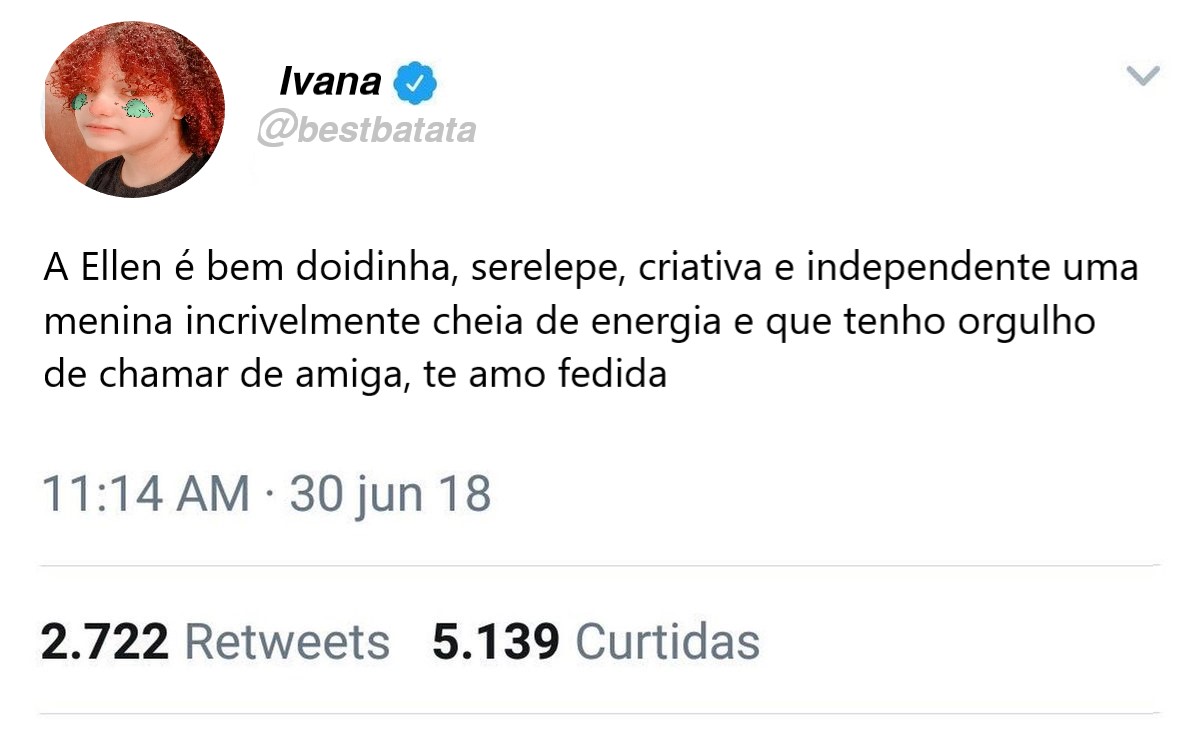 Ivana
@bestbatata
A Ellen é bem doidinha, serelepe, criativa e independente uma
menina incrivelmente cheia de energia e que tenho orgulho
de chamar de amiga, te amo fedida
11:14 AM · 30 jun 18
2.722 Retweets 5.139 Curtidas